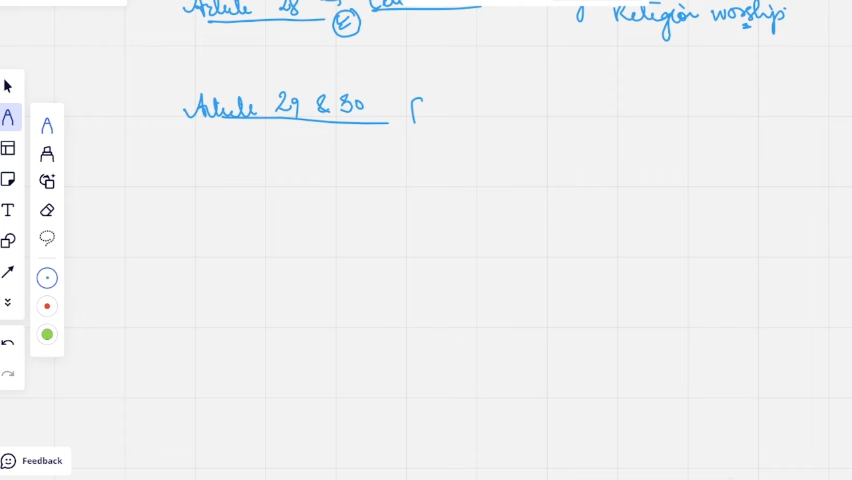 Article 28
Religion worship
Article 29 & 30
T
Feedback